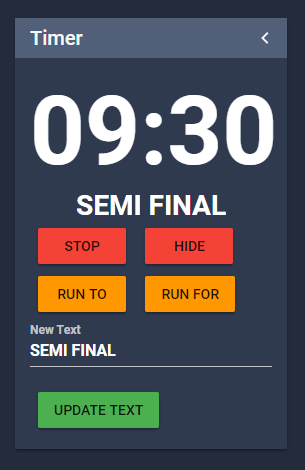 Timer
09:30
SEMI FINAL
STOP HIDE
RUN TO RUN FOR
New Text
SEMI FINAL
UPDATE TEXT